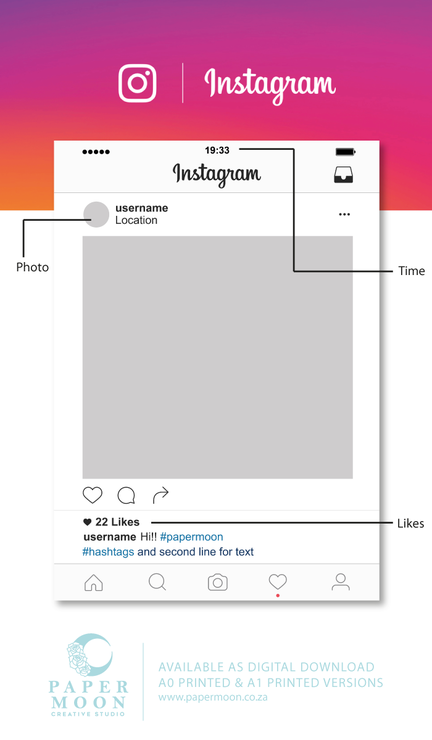 Instagram
19:33
Instagram
username
Location
Photo
Time
22 Likes
Likes
username Hi!! #papermoon
#hashtags and second line for text
PAPER
MOON
CREATIVE STUDIO
AVAILABLE AS DIGITAL DOWNLOAD
A0 PRINTED & A1 PRINTED VERSIONS
www.papermoon.co.za